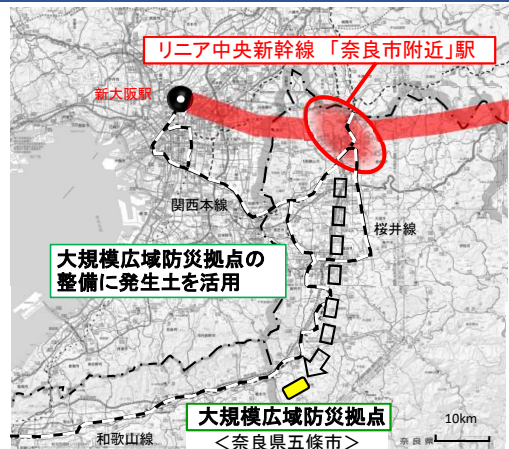 リニア中央新幹線 「奈良市附近」駅
新大阪駅
関西本線
桜井線
大規模広域防災拠点の
整備に発生土を活用
大規模広域防災拠点
＜奈良県五條市＞
10km
和歌山線
奈良県